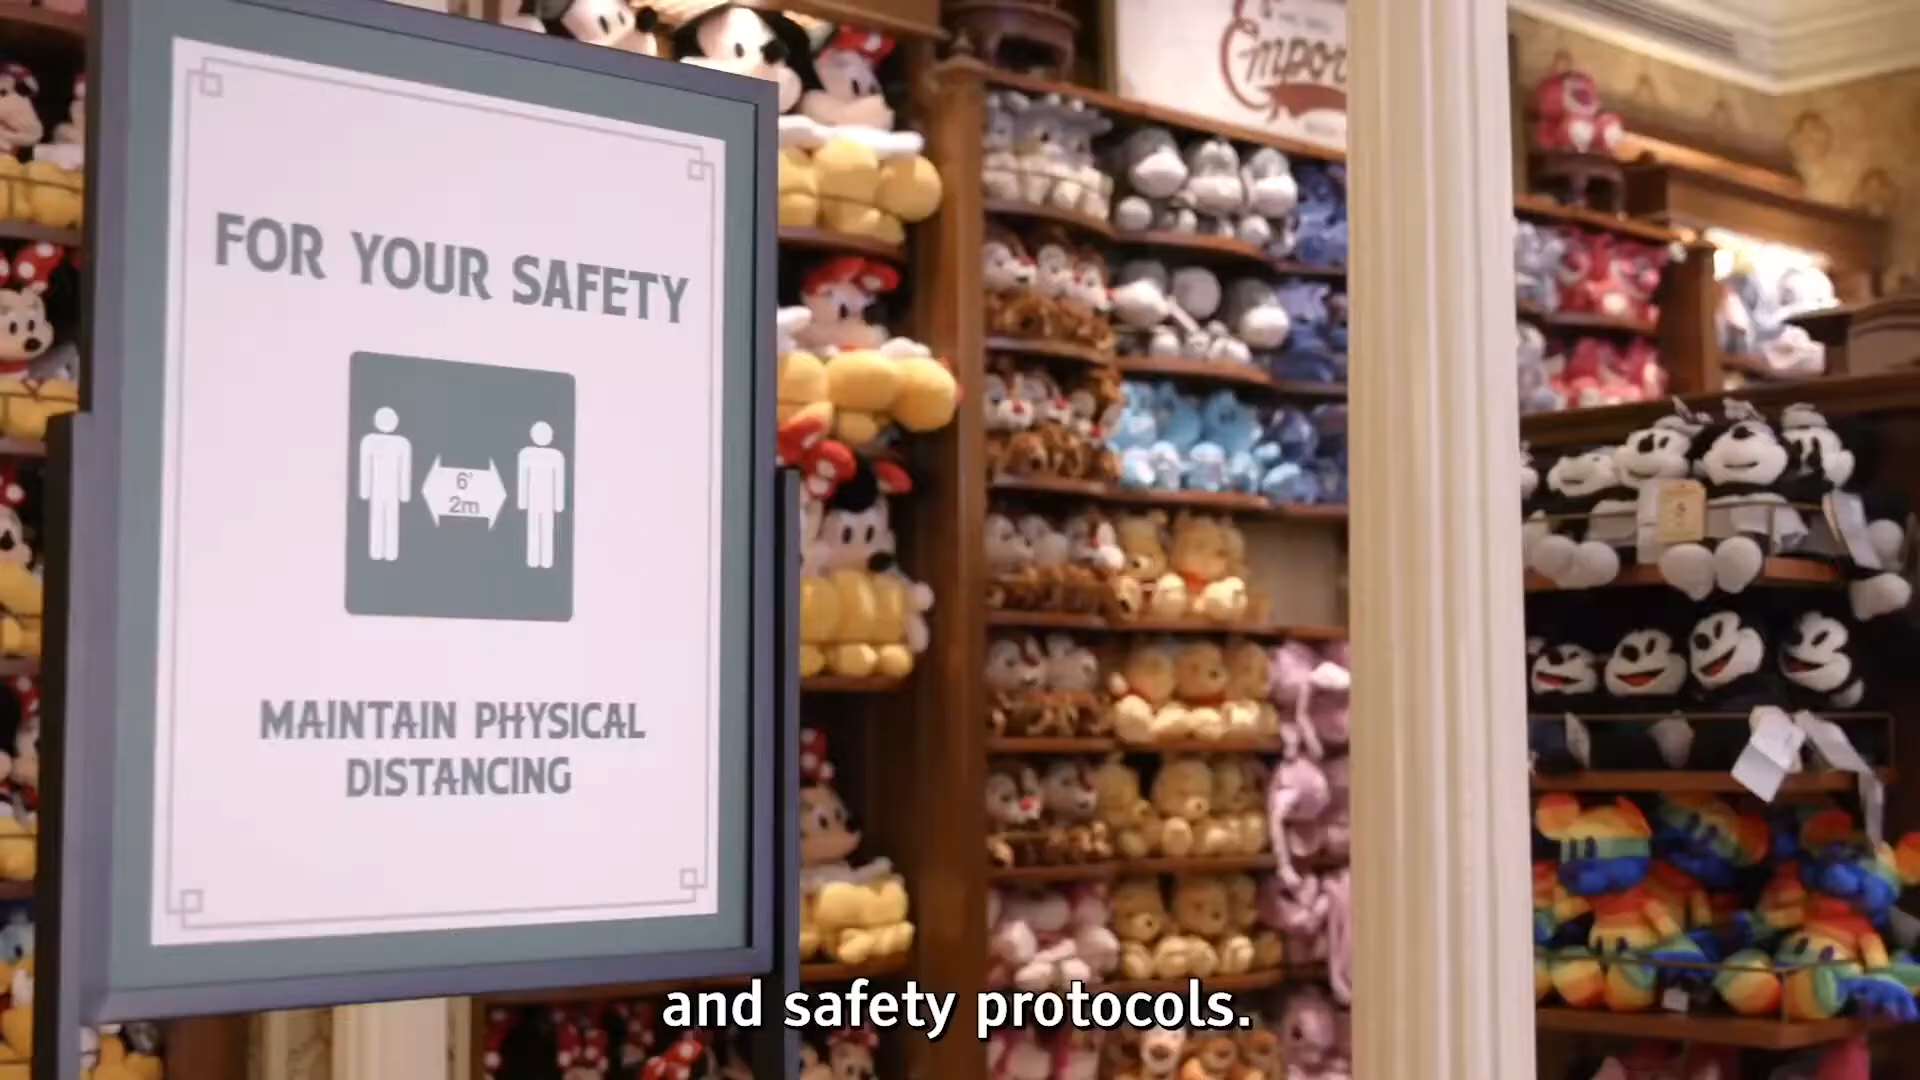 FOR YOUR SAFETY
6'
2m
MAINTAIN PHYSICAL
DISTANCING
and safety protocols.